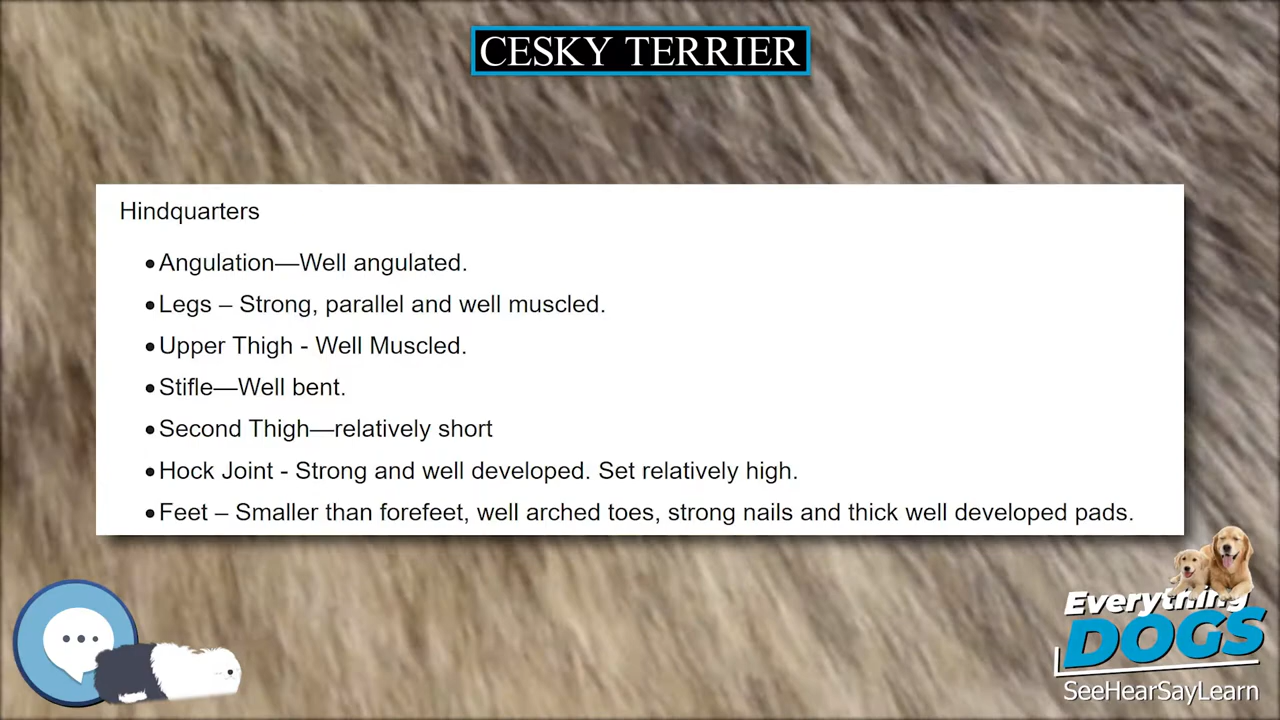 CESKY TERRIER
Hindquarters
•Angulation—Well angulated.
•Legs – Strong, parallel and well muscled.
•Upper Thigh - Well Muscled.
•Stifle—Well bent.
•Second Thigh—relatively short
•Hock Joint - Strong and well developed. Set relatively high.
•Feet – Smaller than forefeet, well arched toes, strong nails and thick well developed pads.
Everything
DOGS
SeeHearSayLearn